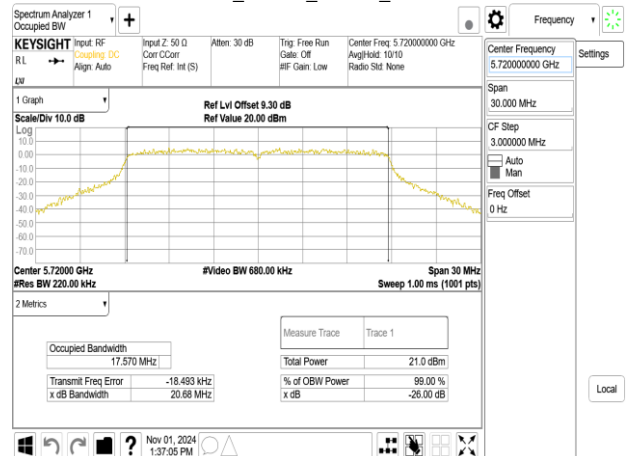 Spectrum Analyzer 1
Occupied BW
Frequency
KEYSIGHT
Input: RF
Input Z: 50 Ω
Atten: 30 dB
Trig: Free Run
Center Freq: 5.720000000 GHz
R L
Coupling: DC
Corr CCorr
Gate: Off
Avg|Hold: 10/10
Align: Auto
Freq Ref: Int (S)
#IF Gain: Low
Radio Std: None
LXI
Center Frequency
5.720000000 GHz
Settings
Span
30.000 MHz
CF Step
3.000000 MHz
Auto
Man
Freq Offset
0 Hz
1 Graph
Ref Lvl Offset 9.30 dB
Scale/Div 10.0 dB
Ref Value 20.00 dBm
Log
10.0
0.00
-10.0
-20.0
-30.0
-40.0
-50.0
-60.0
-70.0
Center 5.72000 GHz
#Video BW 680.00 kHz
Span 30 MHz
#Res BW 220.00 kHz
Sweep 1.00 ms (1001 pts)
2 Metrics
Measure Trace
Trace 1
Occupied Bandwidth
17.570 MHz
Total Power
21.0 dBm
Transmit Freq Error
-18.493 kHz
% of OBW Power
99.00 %
x dB Bandwidth
20.68 MHz
x dB
-26.00 dB
Local
Nov 01, 2024
1:37:05 PM